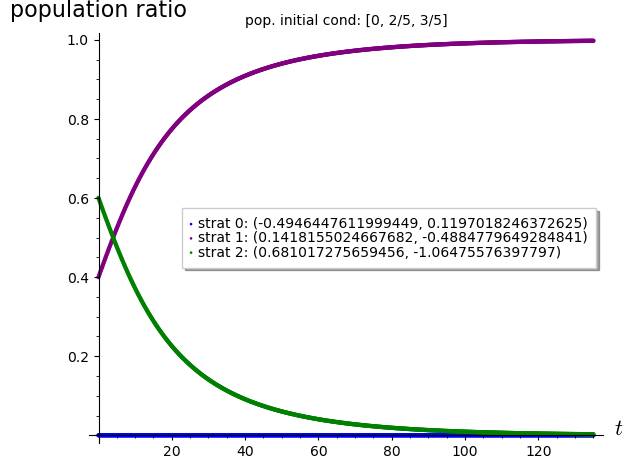 population ratio
pop. initial cond: [0, 2/5, 3/5]
1.0
0.8
0.6
0.4
0.2
strat 0: (-0.4946447611999449, 0.1197018246372625)
strat 1: (0.1418155024667682, -0.4884779649284841)
strat 2: (0.681017275659456, -1.06475576397797)
t
20 40 60 80 100 120